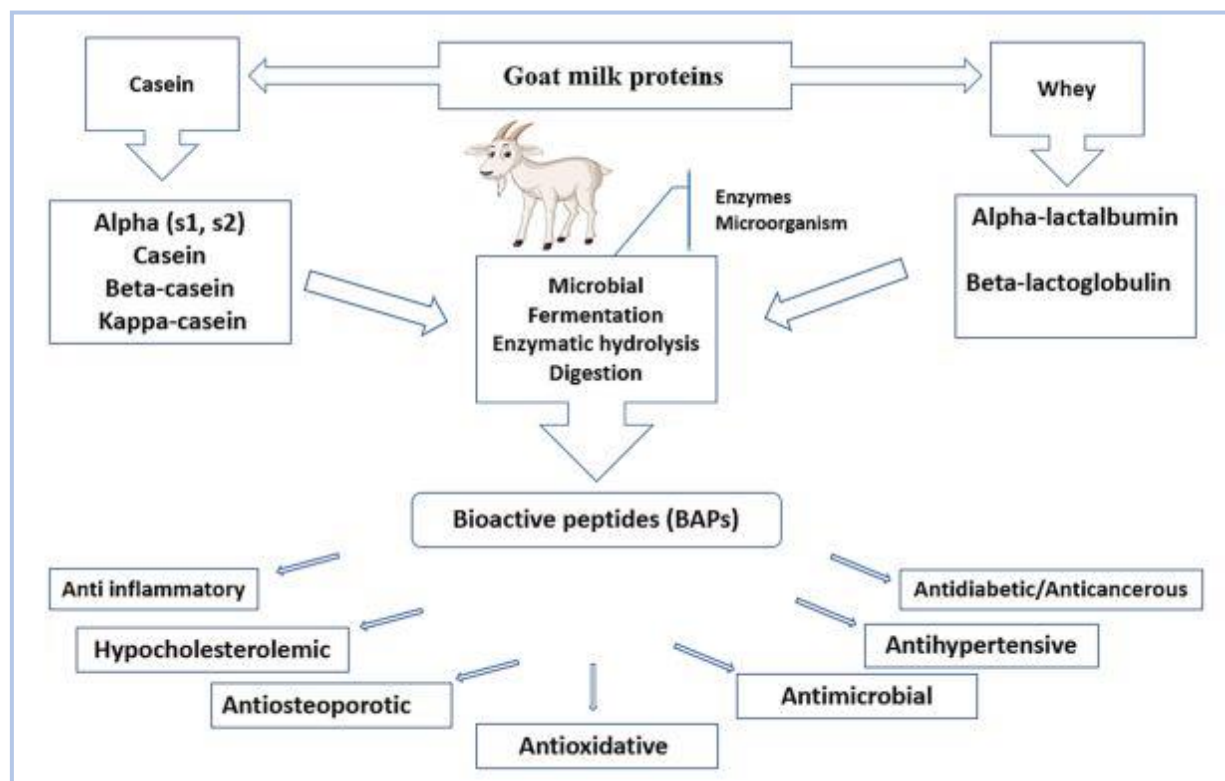 Goat milk proteins
Casein
Whey
Alpha (s1, s2)
Casein
Beta-casein
Kappa-casein
Enzymes
Microorganism
Alpha-lactalbumin
Beta-lactoglobulin
Microbial
Fermentation
Enzymatic hydrolysis
Digestion
Bioactive peptides (BAPs)
Anti inflammatory
Hypocholesterolemic
Antiosteoporotic
Antioxidative
Antimicrobial
Antihypertensive
Antidiabetic/Anticancerous